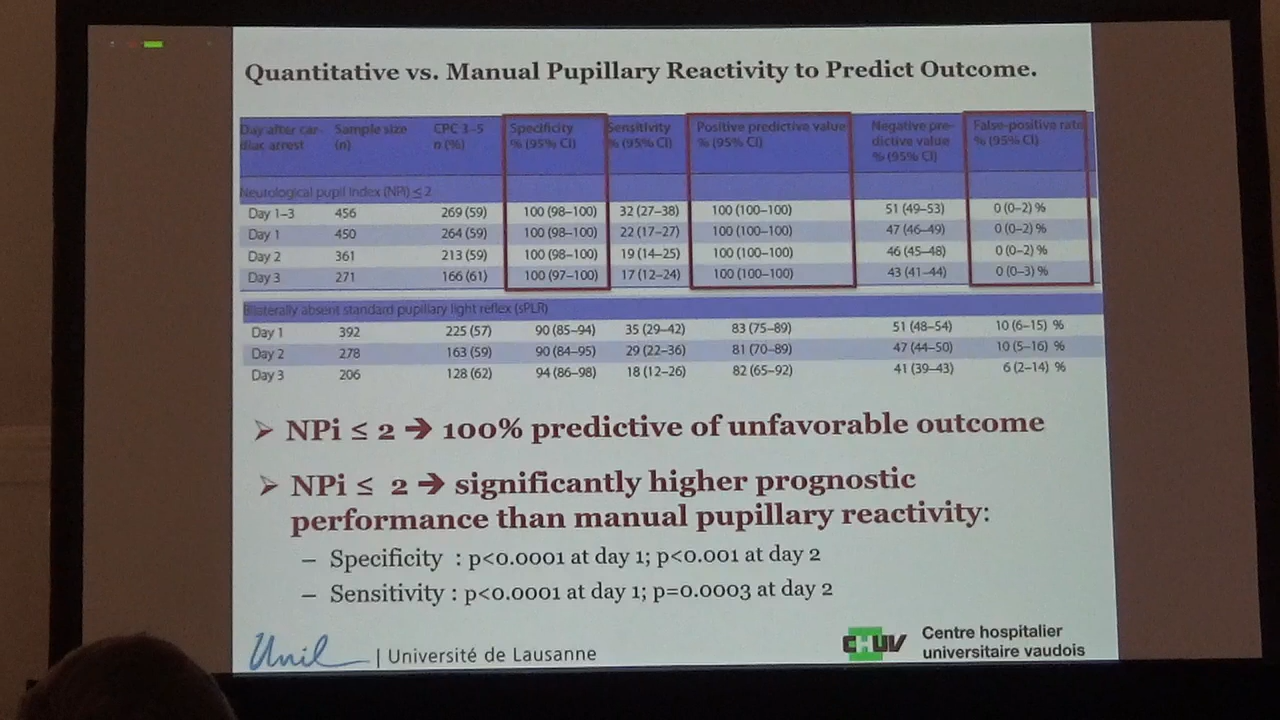 Quantitative vs. Manual Pupillary Reactivity to Predict Outcome.
Day after car- Sample size CPC 3–5 Specificity Sensitivity Positive predictive value Negative pre- False-positive rate
diac arrest (n) n (%) % (95% CI) % (95% CI) % (95% CI) dictive value % (95% CI)
% (95% CI)
Neurological pupil index (NPi) ≤ 2
Day 1–3 456 269 (59) 100 (98–100) 32 (27–38) 100 (100–100) 51 (49–53) 0 (0–2) %
Day 1 450 264 (59) 100 (98–100) 22 (17–27) 100 (100–100) 47 (46–49) 0 (0–2) %
Day 2 361 213 (59) 100 (98–100) 19 (14–25) 100 (100–100) 46 (45–48) 0 (0–2) %
Day 3 271 166 (61) 100 (97–100) 17 (12–24) 100 (100–100) 43 (41–44) 0 (0–3) %
Bilaterally absent standard pupillary light reflex (sPLR)
Day 1 392 225 (57) 90 (85–94) 35 (29–42) 83 (75–89) 51 (48–54) 10 (6–15) %
Day 2 278 163 (59) 90 (84–95) 29 (22–36) 81 (70–89) 47 (44–50) 10 (5–16) %
Day 3 206 128 (62) 94 (86–98) 18 (12–26) 82 (65–92) 41 (39–43) 6 (2–14) %
➢ NPi ≤ 2 → 100% predictive of unfavorable outcome
➢ NPi ≤ 2 → significantly higher prognostic
performance than manual pupillary reactivity:
– Specificity : p<0.0001 at day 1; p<0.001 at day 2
– Sensitivity : p<0.0001 at day 1; p=0.0003 at day 2
Unil | Université de Lausanne
CHUV Centre hospitalier
universitaire vaudois